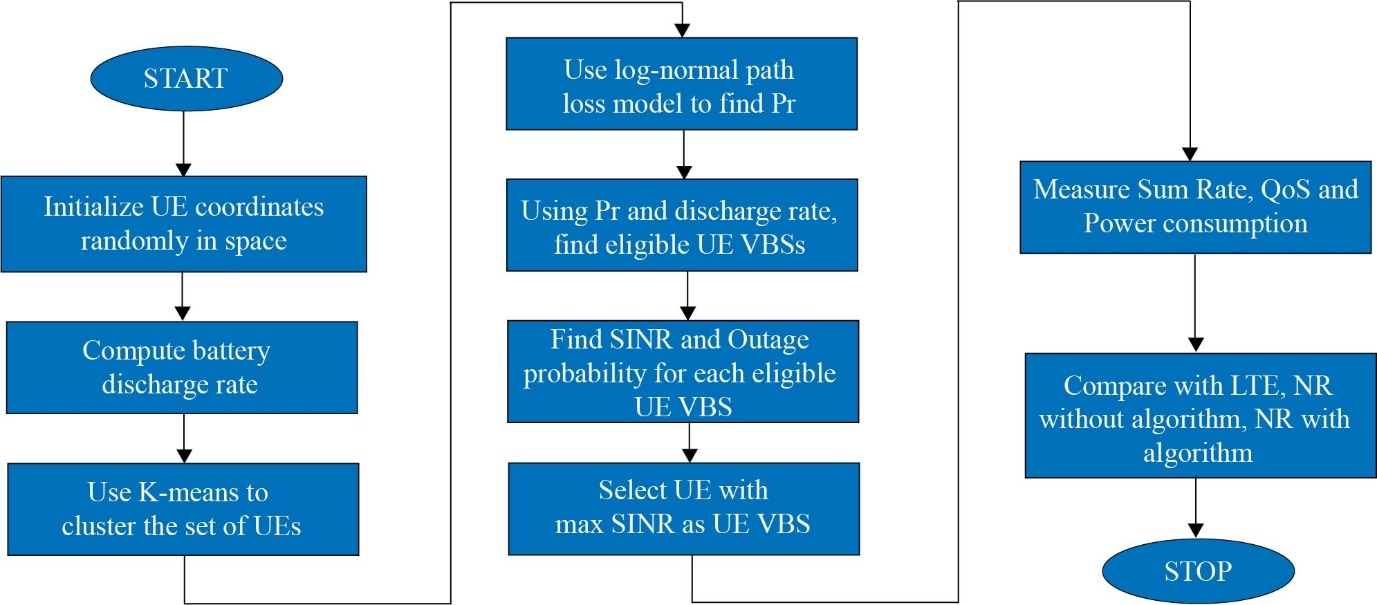 START
Initialize UE coordinates
randomly in space
Compute battery
discharge rate
Use K-means to
cluster the set of UEs
Use log-normal path
loss model to find Pr
Using Pr and discharge rate,
find eligible UE VBSs
Find SINR and Outage
probability for each eligible
UE VBS
Select UE with
max SINR as UE VBS
Measure Sum Rate, QoS and
Power consumption
Compare with LTE, NR
without algorithm, NR with
algorithm
STOP